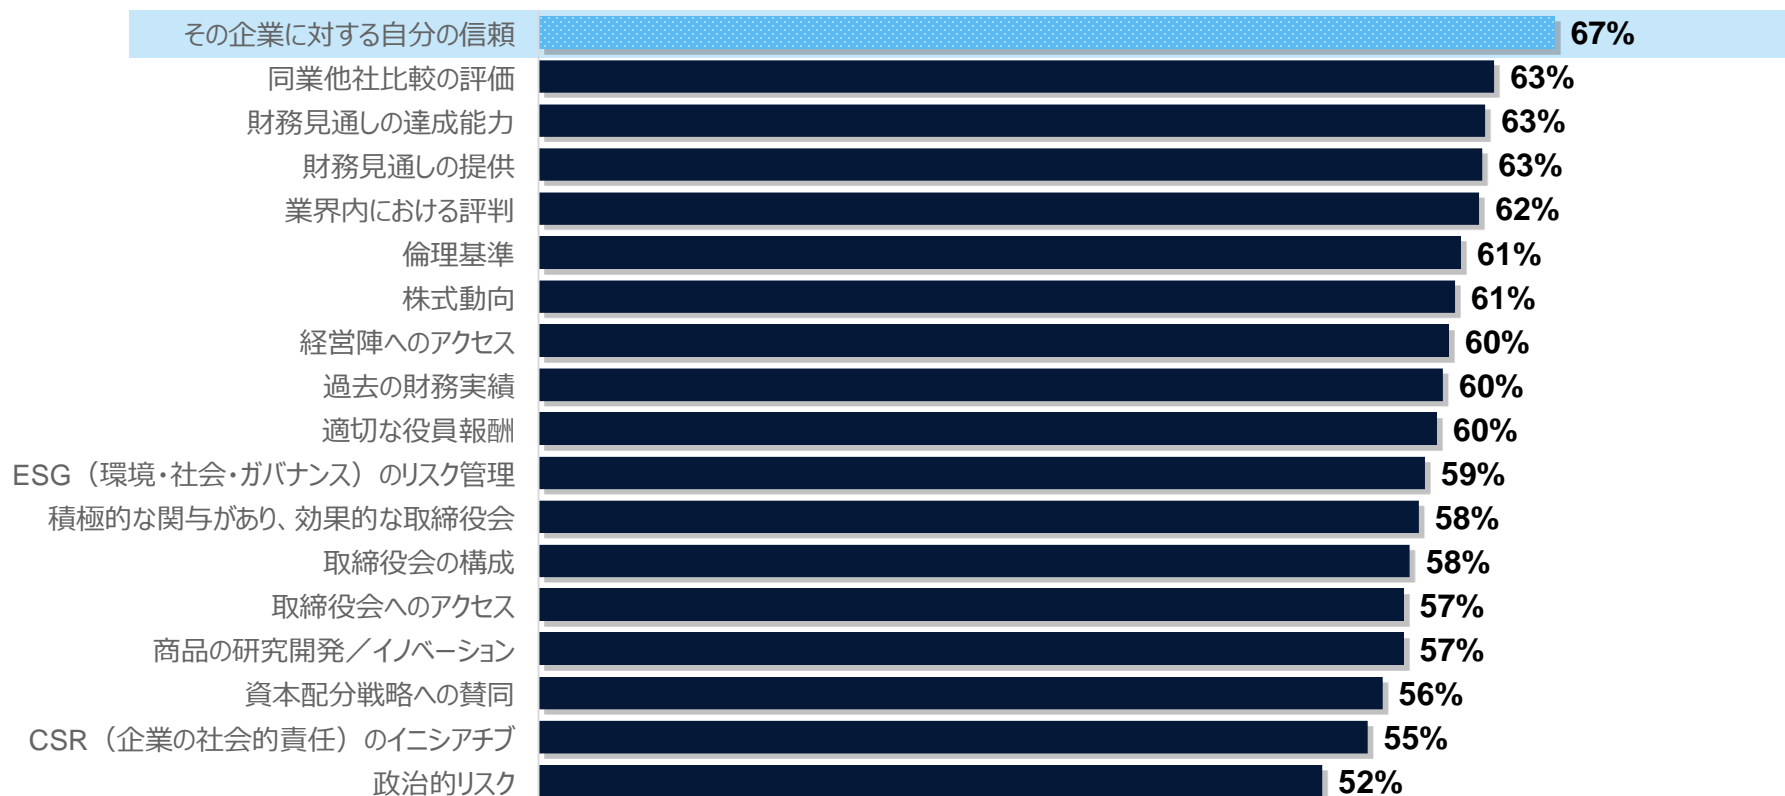 その企業に対する自分の信頼 67%
同業他社比較の評価 63%
財務見通しの達成能力 63%
財務見通しの提供 63%
業界内における評判 62%
倫理基準 61%
株式動向 61%
経営陣へのアクセス 60%
過去の財務実績 60%
適切な役員報酬 60%
ESG（環境・社会・ガバナンス）のリスク管理 59%
積極的な関与があり、効果的な取締役会 58%
取締役会の構成 58%
取締役会へのアクセス 57%
商品の研究開発／イノベーション 57%
資本配分戦略への賛同 56%
CSR（企業の社会的責任）のイニシアチブ 55%
政治的リスク 52%